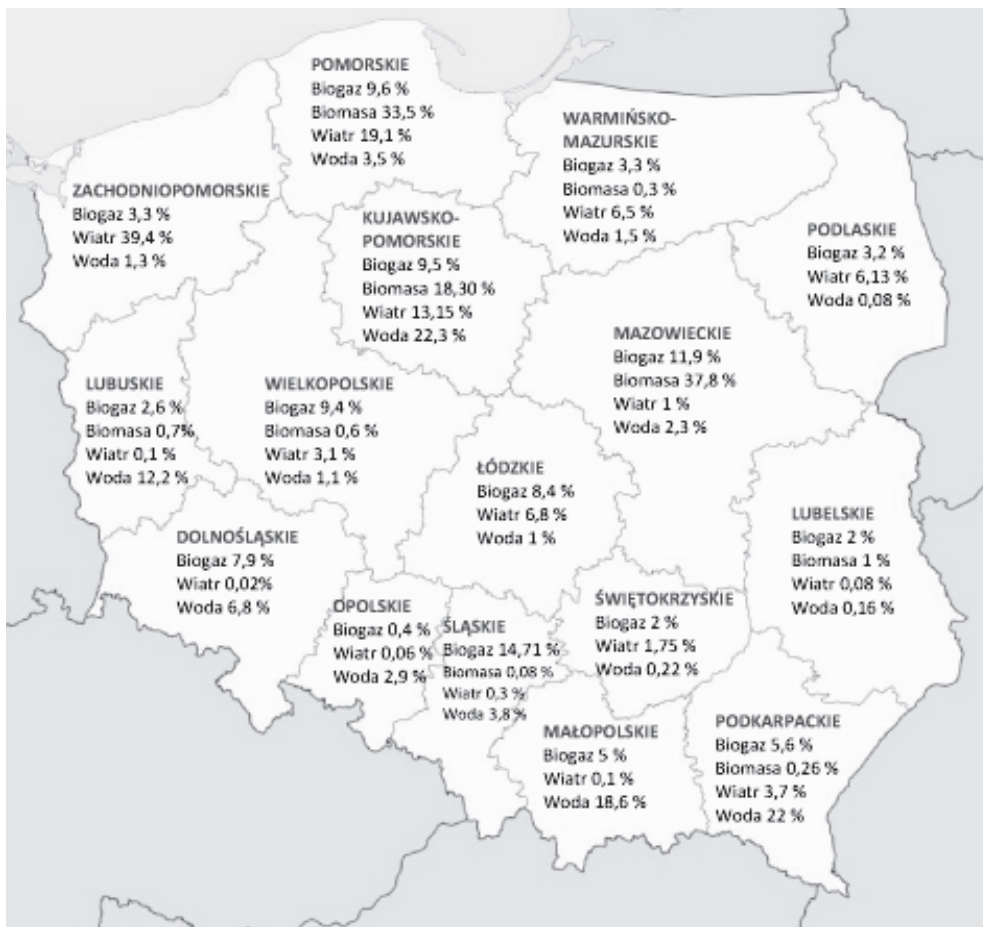 POMORSKIE
Biogaz 9,6 %
Biomasa 33,5 %
Wiatr 19,1 %
Woda 3,5 %
WARMIŃSKO-
MAZURSKIE
Biogaz 3,3 %
Biomasa 0,3 %
Wiatr 6,5 %
Woda 1,5 %
ZACHODNIOPOMORSKIE
Biogaz 3,3 %
Wiatr 39,4 %
Woda 1,3 %
KUJAWSKO-
POMORSKIE
Biogaz 9,5 %
Biomasa 18,30 %
Wiatr 13,15 %
Woda 22,3 %
PODLASKIE
Biogaz 3,2 %
Wiatr 6,13 %
Woda 0,08 %
MAZOWIECKIE
Biogaz 11,9 %
Biomasa 37,8 %
Wiatr 1 %
Woda 2,3 %
LUBUSKIE
Biogaz 2,6 %
Biomasa 0,7%
Wiatr 0,1 %
Woda 12,2 %
WIELKOPOLSKIE
Biogaz 9,4 %
Biomasa 0,6 %
Wiatr 3,1 %
Woda 1,1 %
ŁÓDZKIE
Biogaz 8,4 %
Wiatr 6,8 %
Woda 1 %
LUBELSKIE
Biogaz 2 %
Biomasa 1 %
Wiatr 0,08 %
Woda 0,16 %
DOLNOŚLĄSKIE
Biogaz 7,9 %
Wiatr 0,02%
Woda 6,8 %
OPOLSKIE
Biogaz 0,4 %
Wiatr 0,06 %
Woda 2,9 %
ŚLĄSKIE
Biogaz 14,71 %
Biomasa 0,08 %
Wiatr 0,3 %
Woda 3,8 %
ŚWIĘTOKRZYSKIE
Biogaz 2 %
Wiatr 1,75 %
Woda 0,22 %
MAŁOPOLSKIE
Biogaz 5 %
Wiatr 0,1 %
Woda 18,6 %
PODKARPACKIE
Biogaz 5,6 %
Biomasa 0,26 %
Wiatr 3,7 %
Woda 22 %